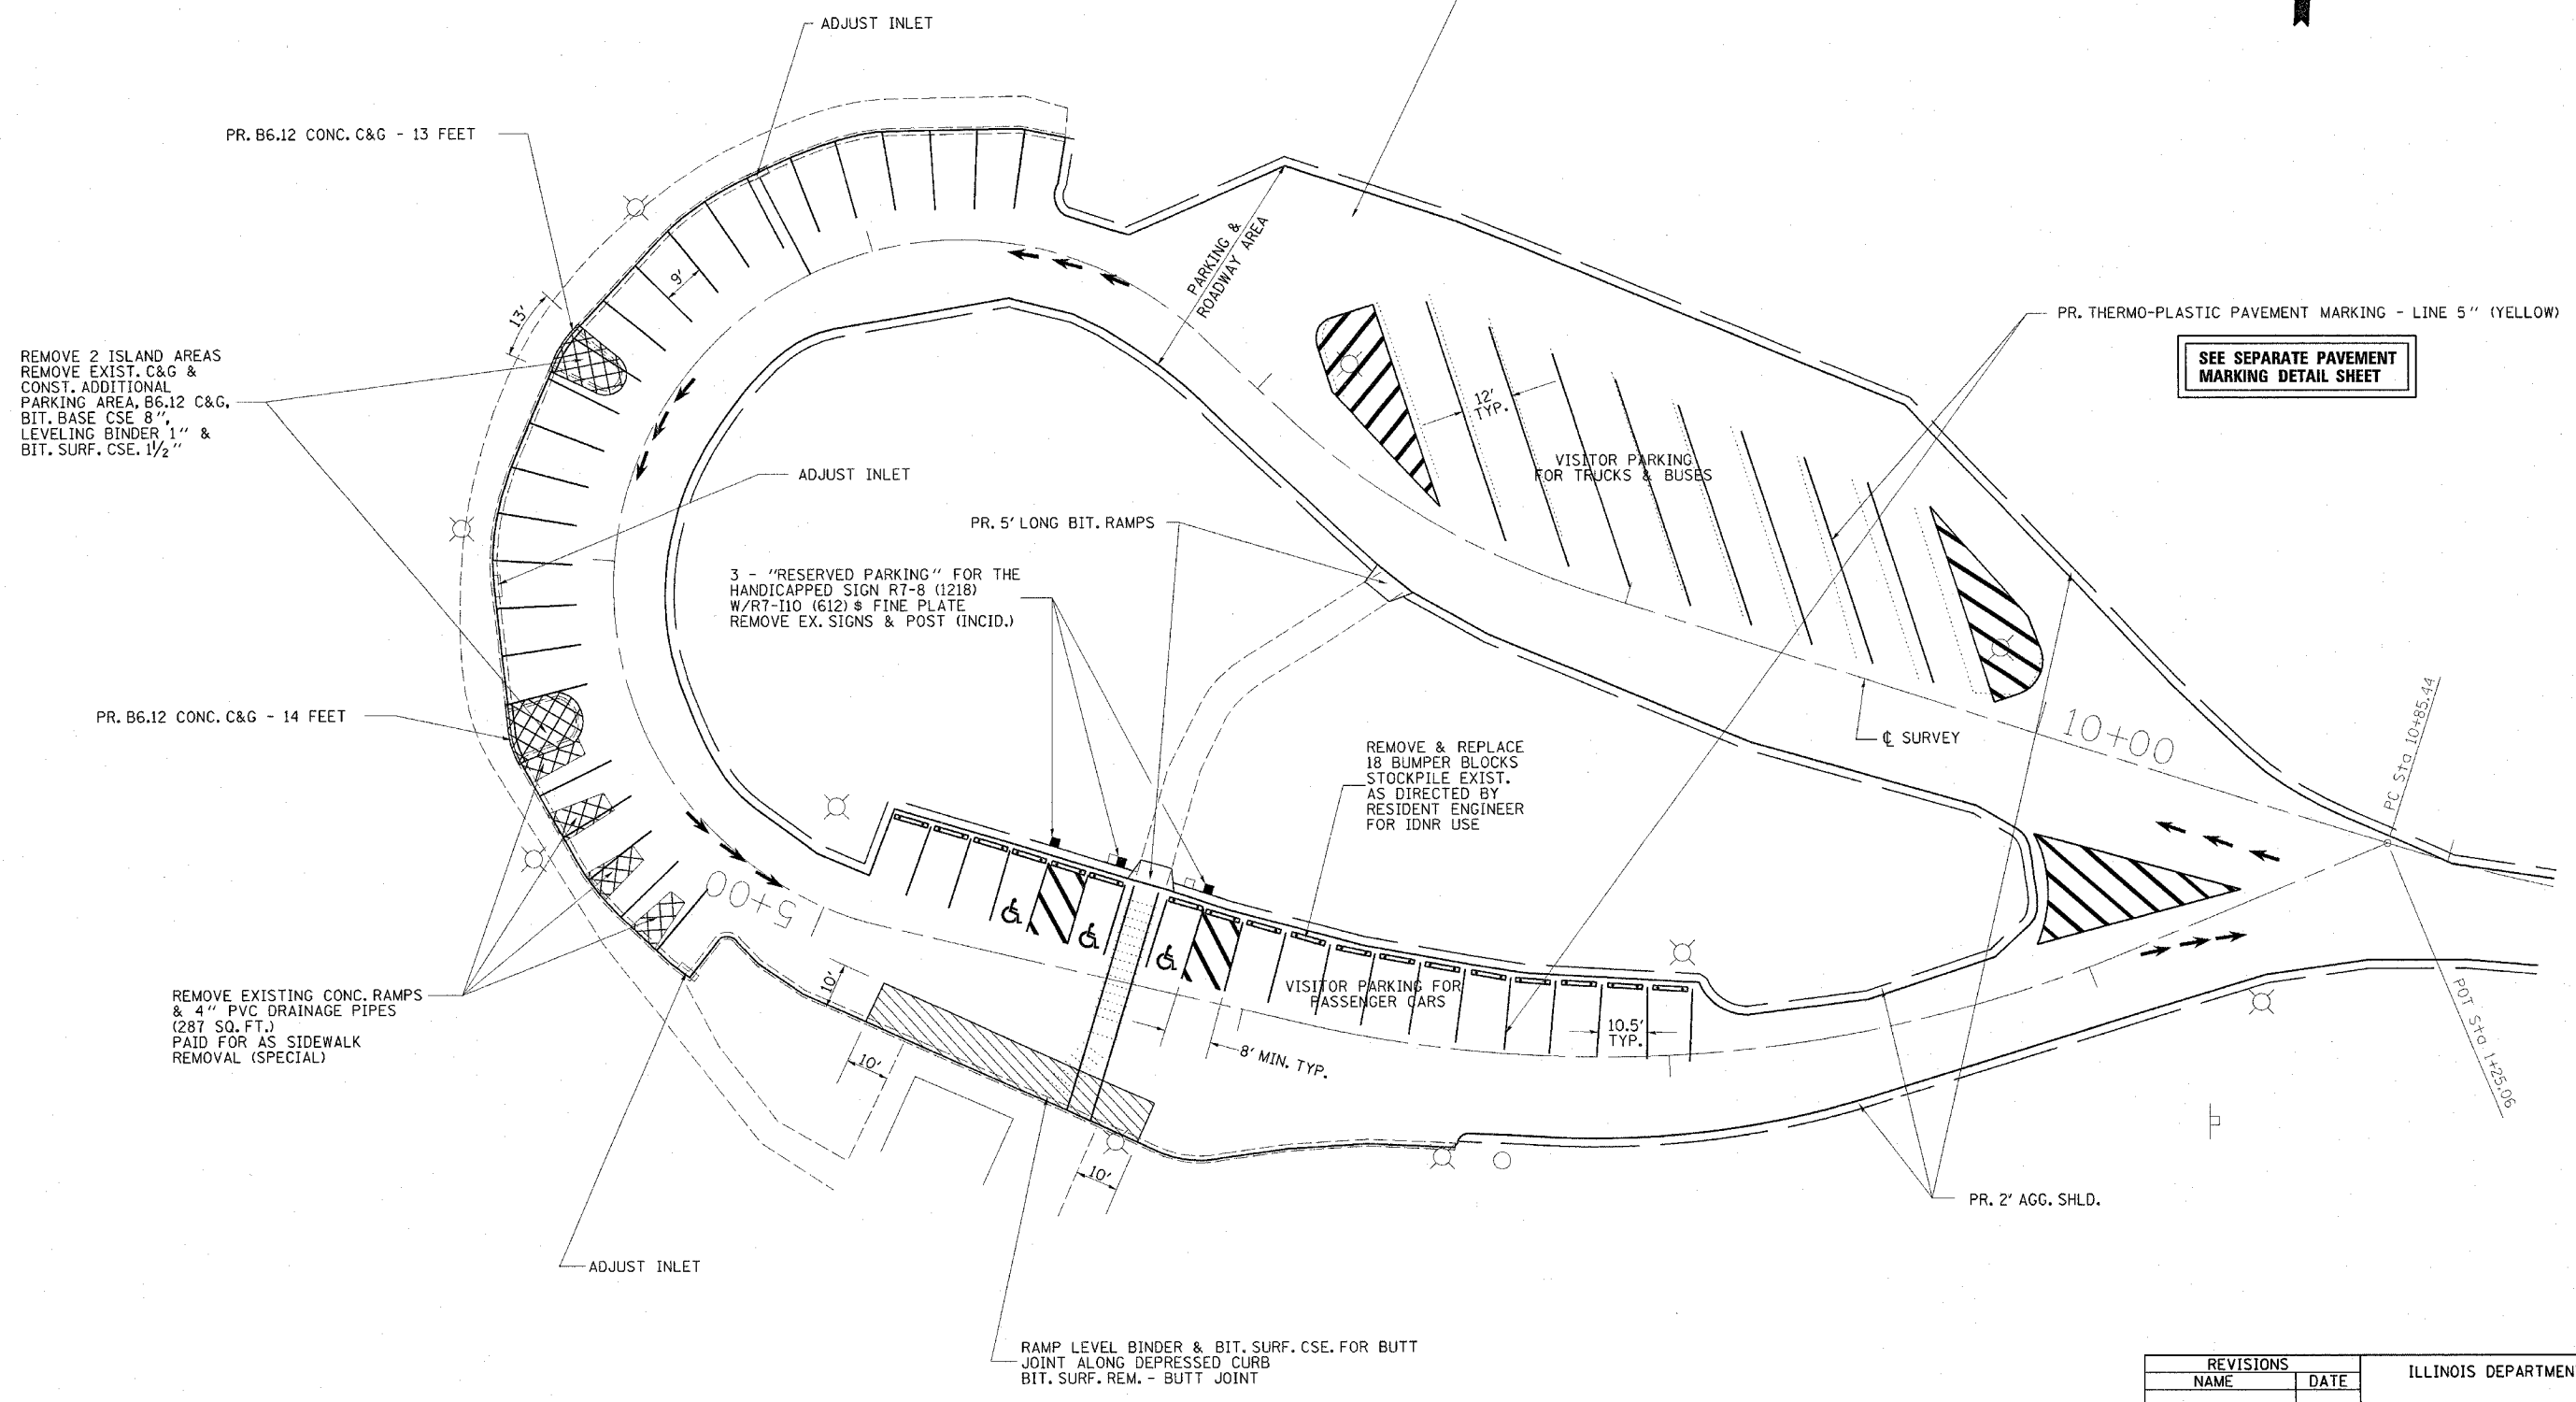 ADJUST INLET
PR. B6.12 CONC. C&G - 13 FEET
PARKING &
ROADWAY AREA
9'
13'
PR. THERMO-PLASTIC PAVEMENT MARKING - LINE 5" (YELLOW)
SEE SEPARATE PAVEMENT
MARKING DETAIL SHEET
REMOVE 2 ISLAND AREAS
REMOVE EXIST. C&G &
CONST. ADDITIONAL
PARKING AREA, B6.12 C&G,
BIT. BASE CSE 8",
LEVELING BINDER 1" &
BIT. SURF. CSE. 1½"
12'
TYP.
VISITOR PARKING
FOR TRUCKS & BUSES
ADJUST INLET
PR. 5' LONG BIT. RAMPS
3 - "RESERVED PARKING" FOR THE
HANDICAPPED SIGN R7-8 (1218)
W/R7-I10 (612) $ FINE PLATE
REMOVE EX. SIGNS & POST (INCID.)
PR. B6.12 CONC. C&G - 14 FEET
℄ SURVEY
10+00
PC Sta 10+85.44
REMOVE & REPLACE
18 BUMPER BLOCKS
STOCKPILE EXIST.
AS DIRECTED BY
RESIDENT ENGINEER
FOR IDNR USE
5+00
10'
VISITOR PARKING FOR
PASSENGER CARS
REMOVE EXISTING CONC. RAMPS
& 4" PVC DRAINAGE PIPES
(287 SQ. FT.)
PAID FOR AS SIDEWALK
REMOVAL (SPECIAL)
10.5'
TYP.
8' MIN. TYP.
10'
POT Sta 1+25.06
10'
PR. 2' AGG. SHLD.
ADJUST INLET
RAMP LEVEL BINDER & BIT. SURF. CSE. FOR BUTT
JOINT ALONG DEPRESSED CURB
BIT. SURF. REM. - BUTT JOINT
REVISIONS
NAME
DATE
ILLINOIS DEPARTMEN